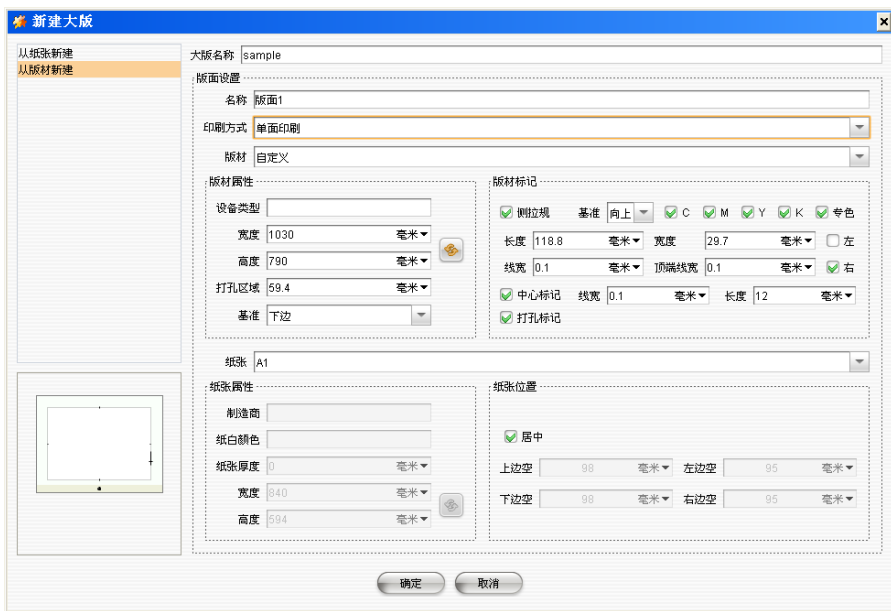 新建大版
从纸张新建
从版材新建
大版名称 sample
版面设置
名称 版面1
印刷方式 单面印刷
版材 自定义
版材属性
设备类型
宽度 1030 毫米
高度 790 毫米
打孔区域 59.4 毫米
基准 下边
版材标记
侧拉规 基准 向上 C M Y K 专色
长度 118.8 毫米 宽度 29.7 毫米 左
线宽 0.1 毫米 顶端线宽 0.1 毫米 右
中心标记 线宽 0.1 毫米 长度 12 毫米
打孔标记
纸张 A1
纸张属性
制造商
纸白颜色
纸张厚度 0 毫米
宽度 840 毫米
高度 594 毫米
纸张位置
居中
上边空 98 毫米 左边空 95 毫米
下边空 98 毫米 右边空 95 毫米
确定 取消